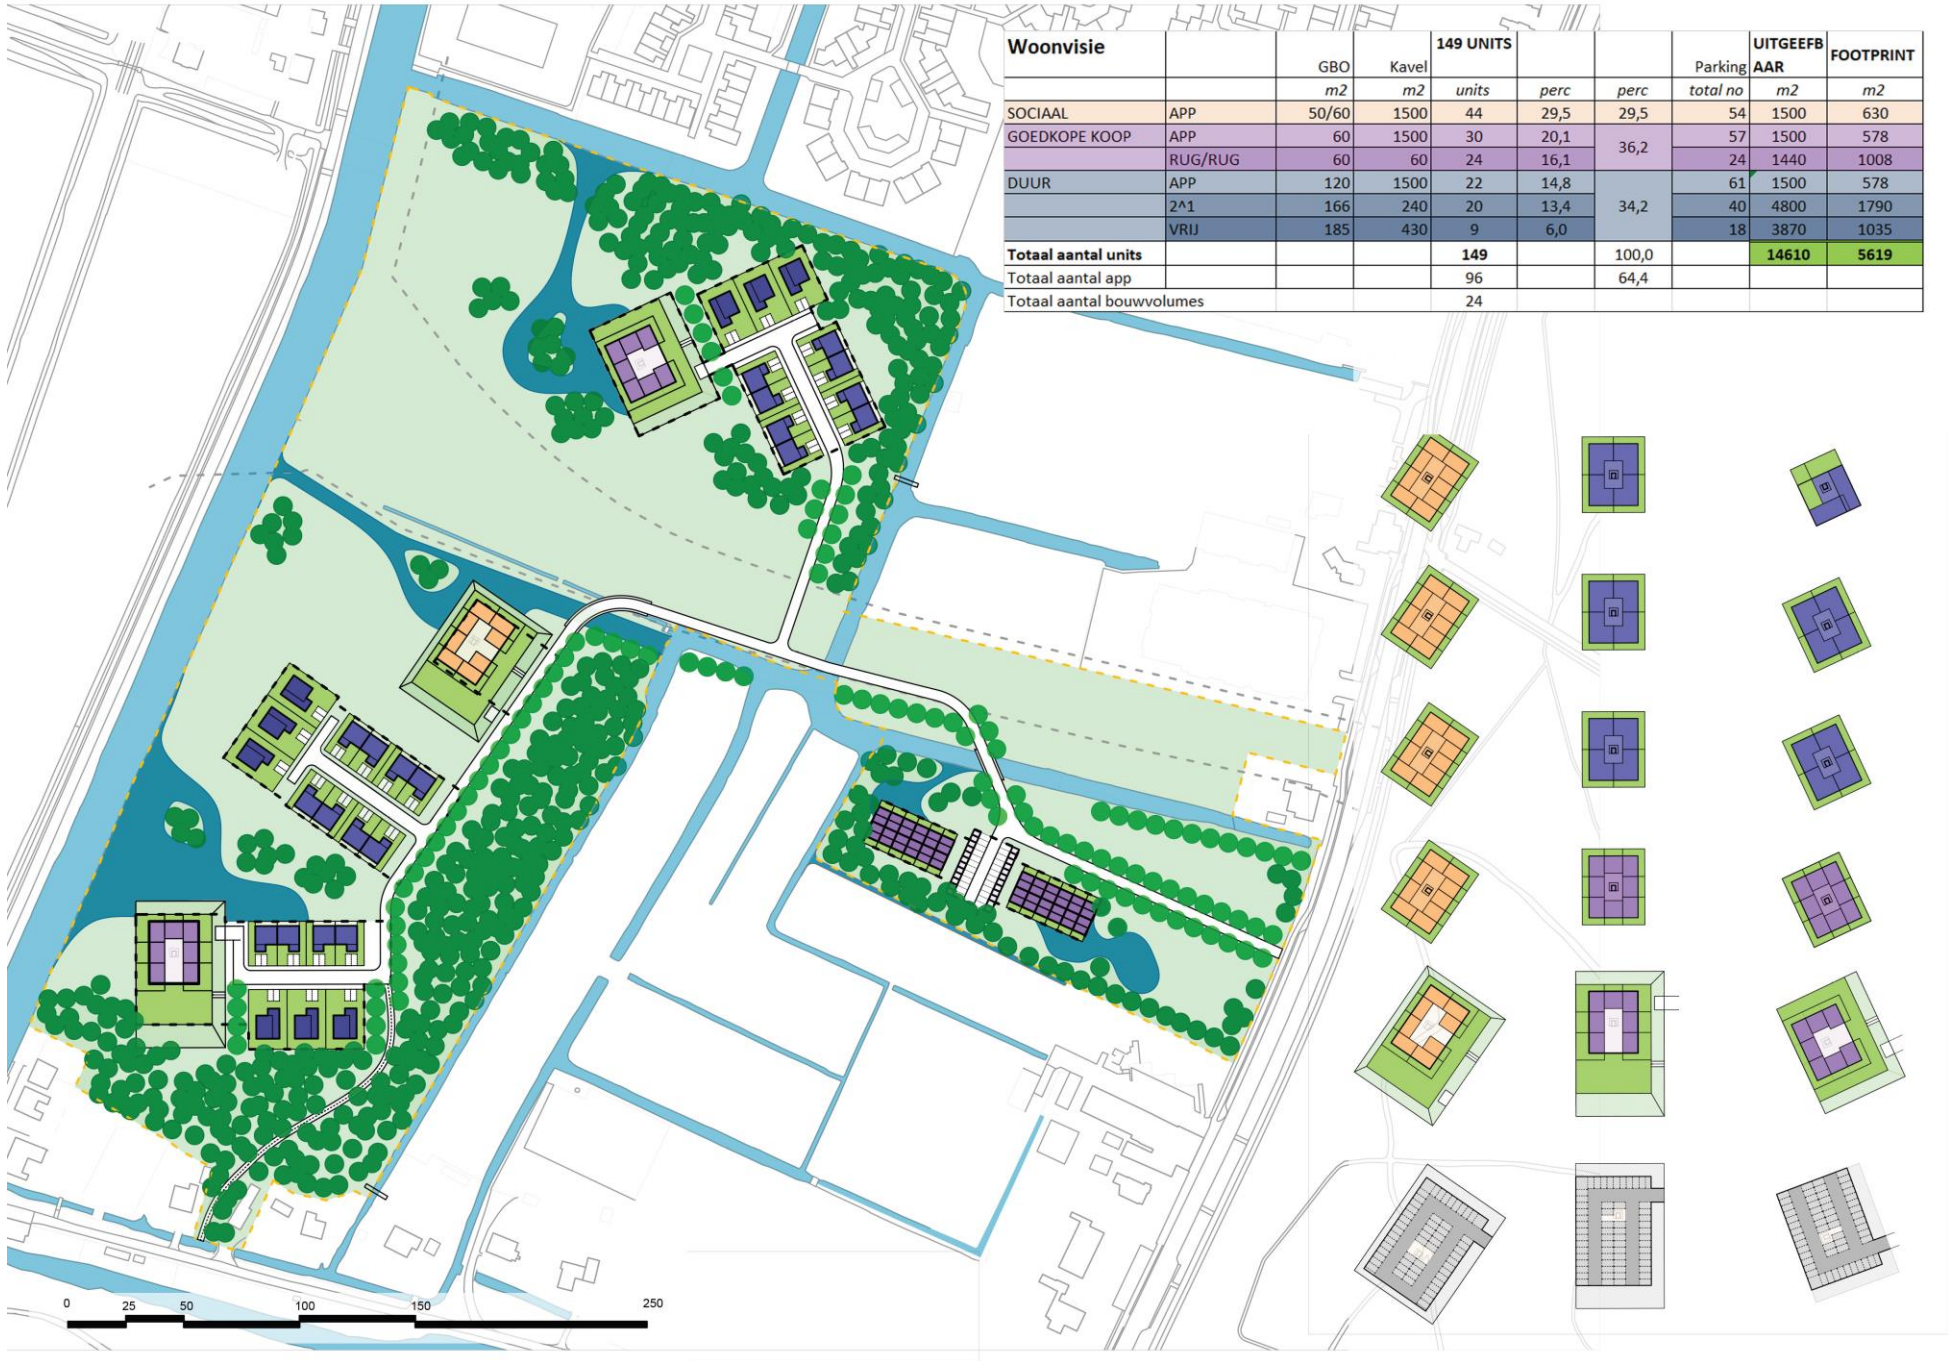 Woonvisie 149 UNITS UITGEEFB FOOTPRINT
GBO Kavel Parking AAR
m2 m2 units perc perc total no m2 m2
SOCIAAL APP 50/60 1500 44 29,5 29,5 54 1500 630
GOEDKOPE KOOP APP 60 1500 30 20,1 36,2 57 1500 578
RUG/RUG 60 60 24 16,1 24 1440 1008
DUUR APP 120 1500 22 14,8 34,2 61 1500 578
2^1 166 240 20 13,4 40 4800 1790
VRIJ 185 430 9 6,0 18 3870 1035
Totaal aantal units 149 100,0 14610 5619
Totaal aantal app 96 64,4
Totaal aantal bouwvolumes 24
0 25 50 100 150 250